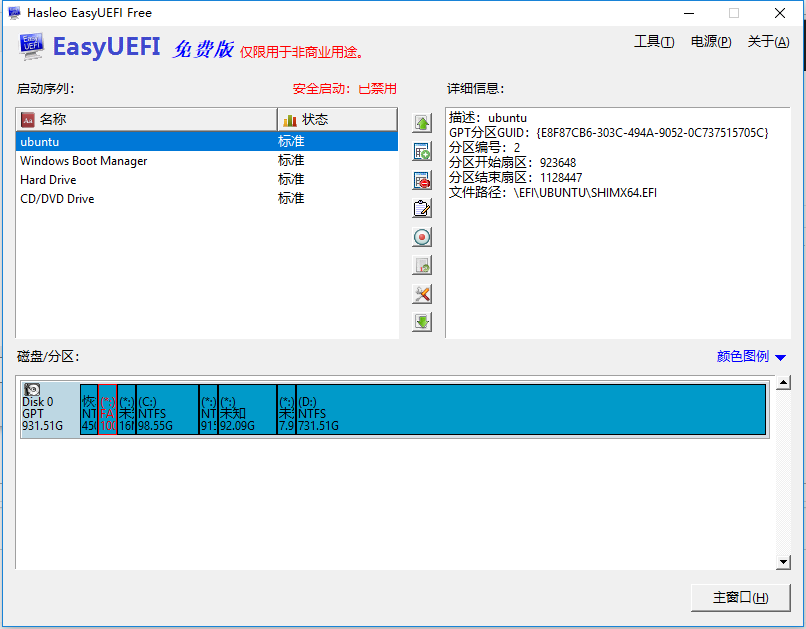 Hasleo EasyUEFI Free
EasyUEFI 免费版 仅限用于非商业用途。
工具(T) 电源(P) 关于(A)
启动序列: 安全启动: 已禁用 详细信息:
名称 状态
ubuntu 标准
Windows Boot Manager 标准
Hard Drive 标准
CD/DVD Drive 标准
描述: ubuntu
GPT分区GUID: {E8F87CB6-303C-494A-9052-0C737515705C}
分区编号: 2
分区开始扇区: 923648
分区结束扇区: 1128447
文件路径: \EFI\UBUNTU\SHIMX64.EFI
磁盘/分区: 颜色图例
Disk 0
GPT
931.51G
恢
NT
450
(*:)
FA
100
(*:)
未
16M
(C:)
NTFS
98.55G
(*:)
NT
915
(*:)
未知
92.09G
(*:)
未
7.9
(D:)
NTFS
731.51G
主窗口(H)